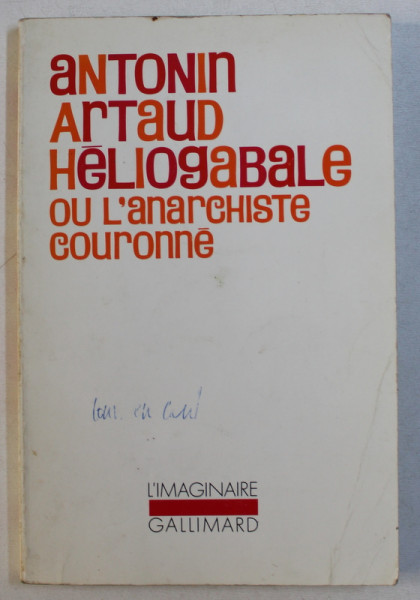 aNTONIN
ArTaUD
HÉLIOGaBaLe
OU L'aNarCHISTe
COUrONNÉ
L'IMAGINAIRE
GALLIMARD